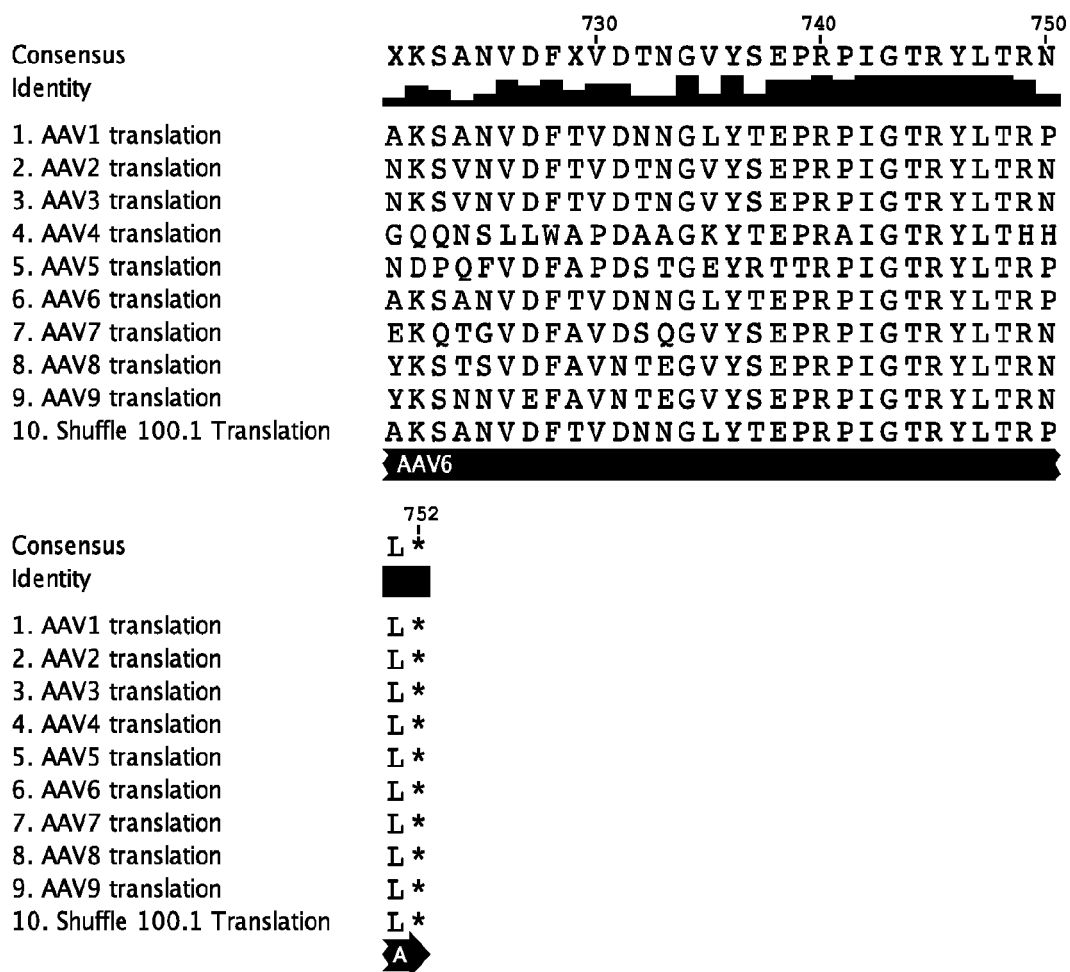 730 740 750
Consensus XKSANVDFXVDTNGVYSEPRPIGTRYLTRN
Identity
1. AAV1 translation AKSANVDFTVDNNGLYTEPRPIGTRYLTRP
2. AAV2 translation NKSVNVDFTVDTNGVYSEPRPIGTRYLTRN
3. AAV3 translation NKSVNVDFTVDTNGVYSEPRPIGTRYLTRN
4. AAV4 translation GQQNSLLWAPDAAGKYTEPRAIGTRYLTHH
5. AAV5 translation NDPQFVDFAPDSTGEYRTTRPIGTRYLTRP
6. AAV6 translation AKSANVDFTVDNNGLYTEPRPIGTRYLTRP
7. AAV7 translation EKQTGVDFAVDSQGVYSEPRPIGTRYLTRN
8. AAV8 translation YKSTSVDFAVNTEGVYSEPRPIGTRYLTRN
9. AAV9 translation YKSNNVEFAVNTEGVYSEPRPIGTRYLTRN
10. Shuffle 100.1 Translation AKSANVDFTVDNNGLYTEPRPIGTRYLTRP
AAV6
752
Consensus L*
Identity
1. AAV1 translation L*
2. AAV2 translation L*
3. AAV3 translation L*
4. AAV4 translation L*
5. AAV5 translation L*
6. AAV6 translation L*
7. AAV7 translation L*
8. AAV8 translation L*
9. AAV9 translation L*
10. Shuffle 100.1 Translation L*
A